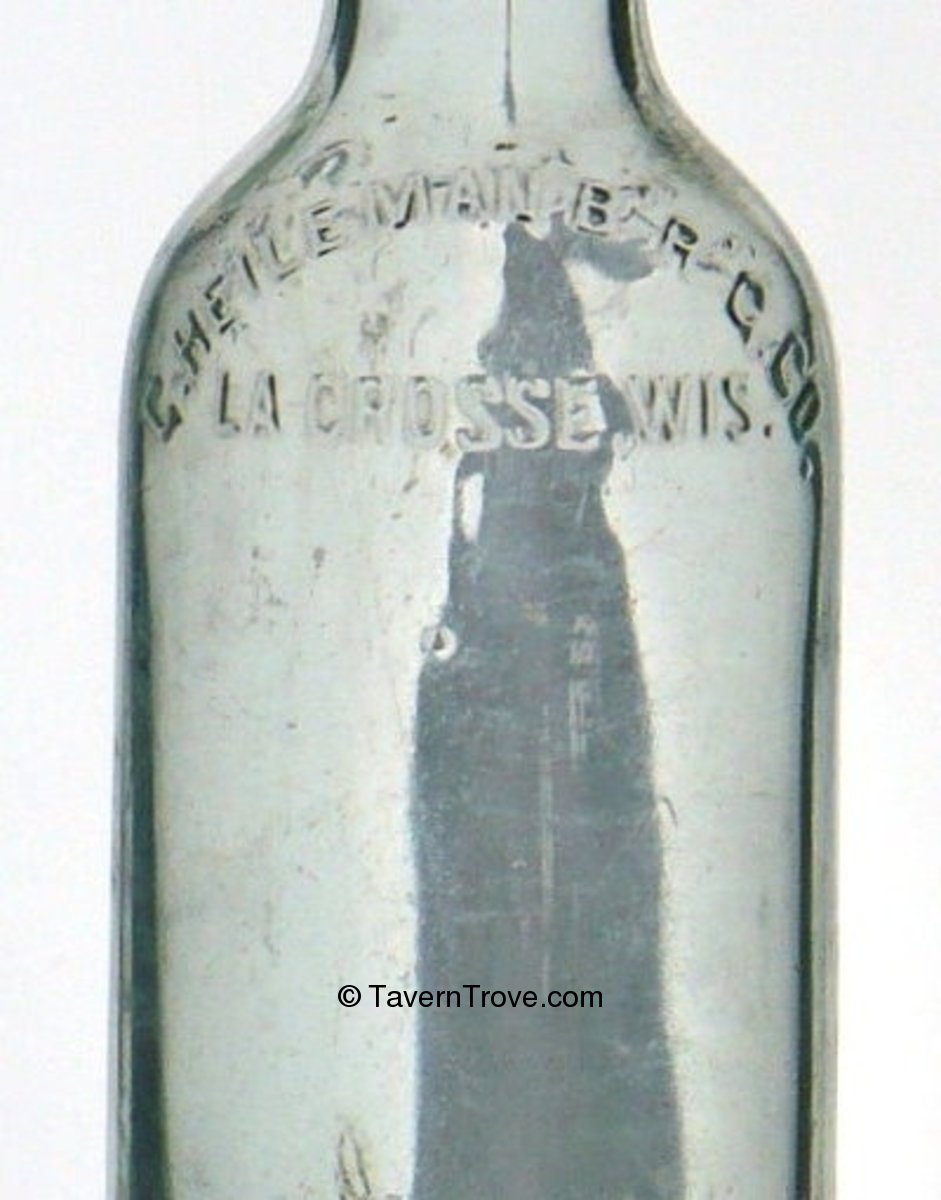 G. HEILEMAN BR'G. CO.
LA CROSSE WIS.
© TavernTrove.com